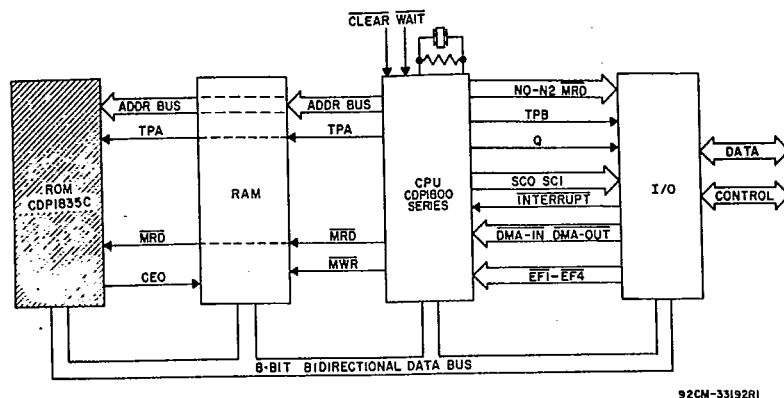 CLEAR WAIT
ADDR BUS
ADDR BUS
N0-N2 MRD
TPA
TPA
TPB
Q
DATA
ROM
CDP1835C
RAM
CPU
CDP1800
SERIES
I/O
SC0 SC1
INTERRUPT
CONTROL
MRD
MRD
DMA-IN DMA-OUT
CEO
MWR
EF1-EF4
8-BIT BIDIRECTIONAL DATA BUS
92CM-33192R1